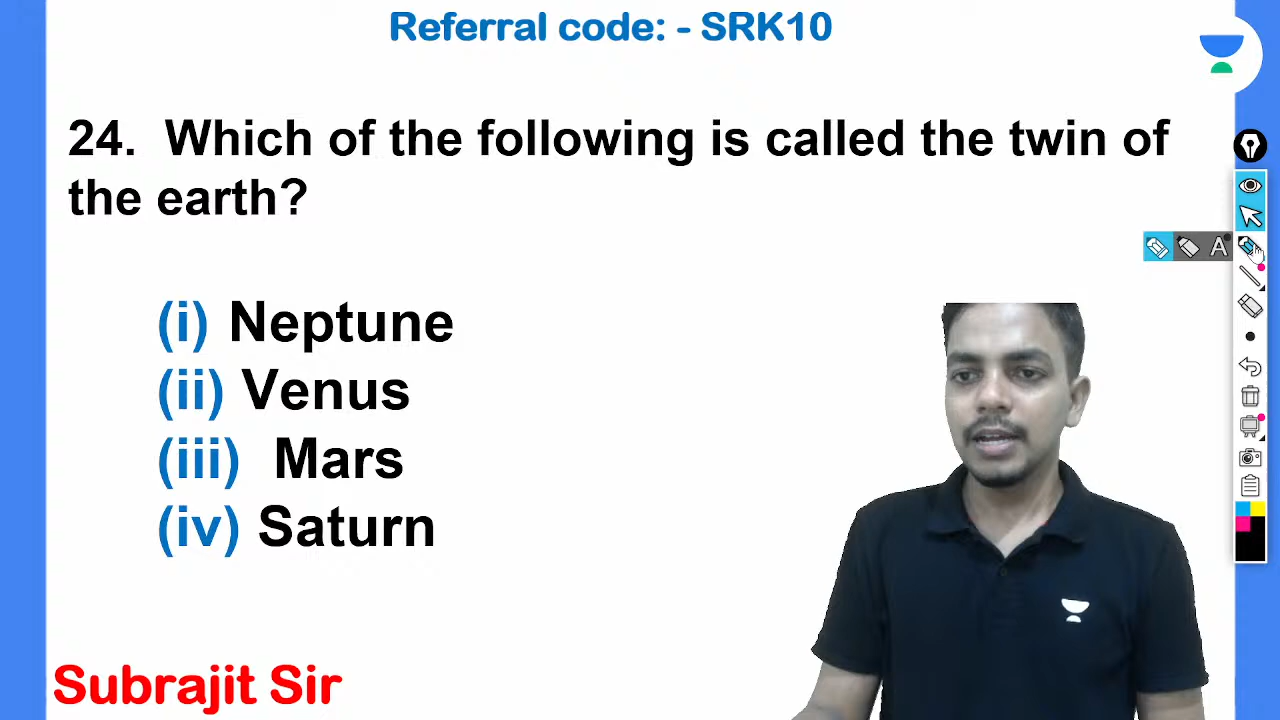 Referral code: - SRK10
24. Which of the following is called the twin of
the earth?
(i) Neptune
(ii) Venus
(iii) Mars
(iv) Saturn
A
Subrajit Sir